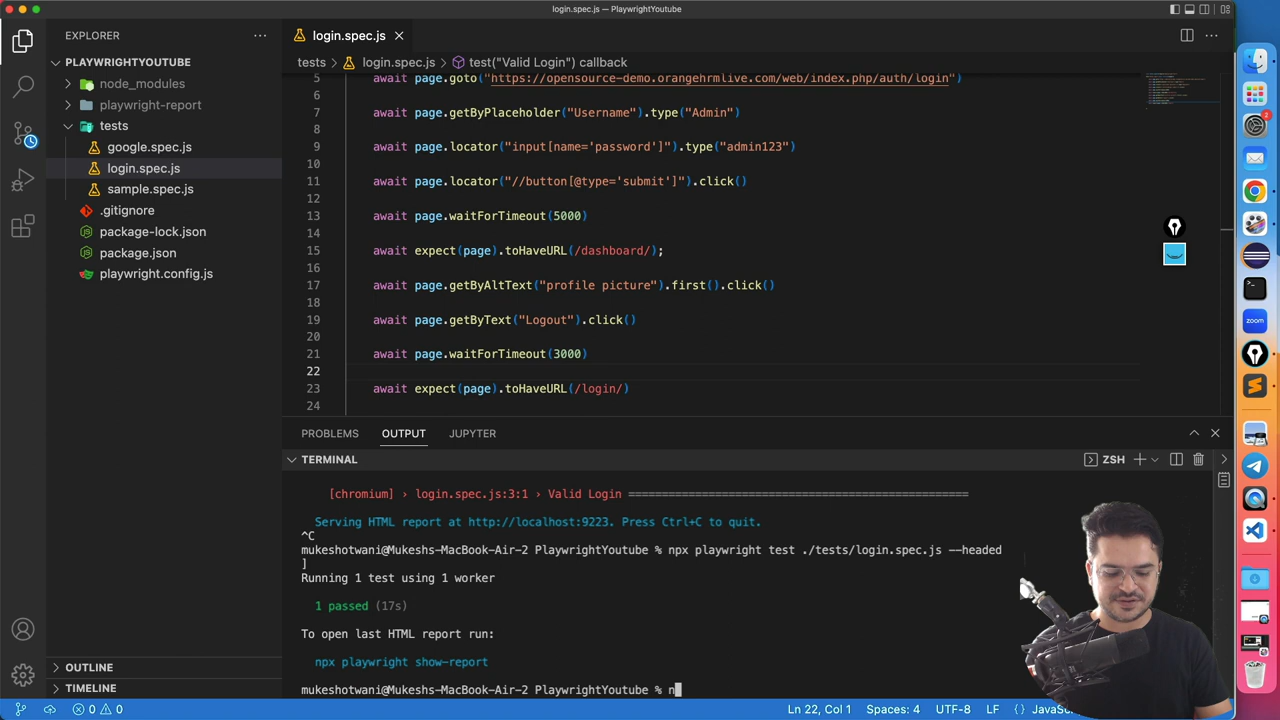 login.spec.js — PlaywrightYoutube
EXPLORER
PLAYWRIGHTYOUTUBE
node_modules
playwright-report
tests
google.spec.js
login.spec.js
sample.spec.js
.gitignore
package-lock.json
package.json
playwright.config.js
OUTLINE
TIMELINE
login.spec.js
tests > login.spec.js > test("Valid Login") callback
5 await page.goto("https://opensource-demo.orangehrmlive.com/web/index.php/auth/login")
6
7 await page.getByPlaceholder("Username").type("Admin")
8
9 await page.locator("input[name='password']").type("admin123")
10
11 await page.locator("//button[@type='submit']").click()
12
13 await page.waitForTimeout(5000)
14
15 await expect(page).toHaveURL(/dashboard/);
16
17 await page.getByAltText("profile picture").first().click()
18
19 await page.getByText("Logout").click()
20
21 await page.waitForTimeout(3000)
22
23 await expect(page).toHaveURL(/login/)
24
PROBLEMS OUTPUT JUPYTER
TERMINAL
ZSH
[chromium] › login.spec.js:3:1 › Valid Login =================================================
Serving HTML report at http://localhost:9223. Press Ctrl+C to quit.
^C
mukeshotwani@Mukeshs-MacBook-Air-2 PlaywrightYoutube % npx playwright test ./tests/login.spec.js --headed
]
Running 1 test using 1 worker
1 passed (17s)
To open last HTML report run:
npx playwright show-report
mukeshotwani@Mukeshs-MacBook-Air-2 PlaywrightYoutube % n
0 0
Ln 22, Col 1 Spaces: 4 UTF-8 LF {} JavaS
zoom
2